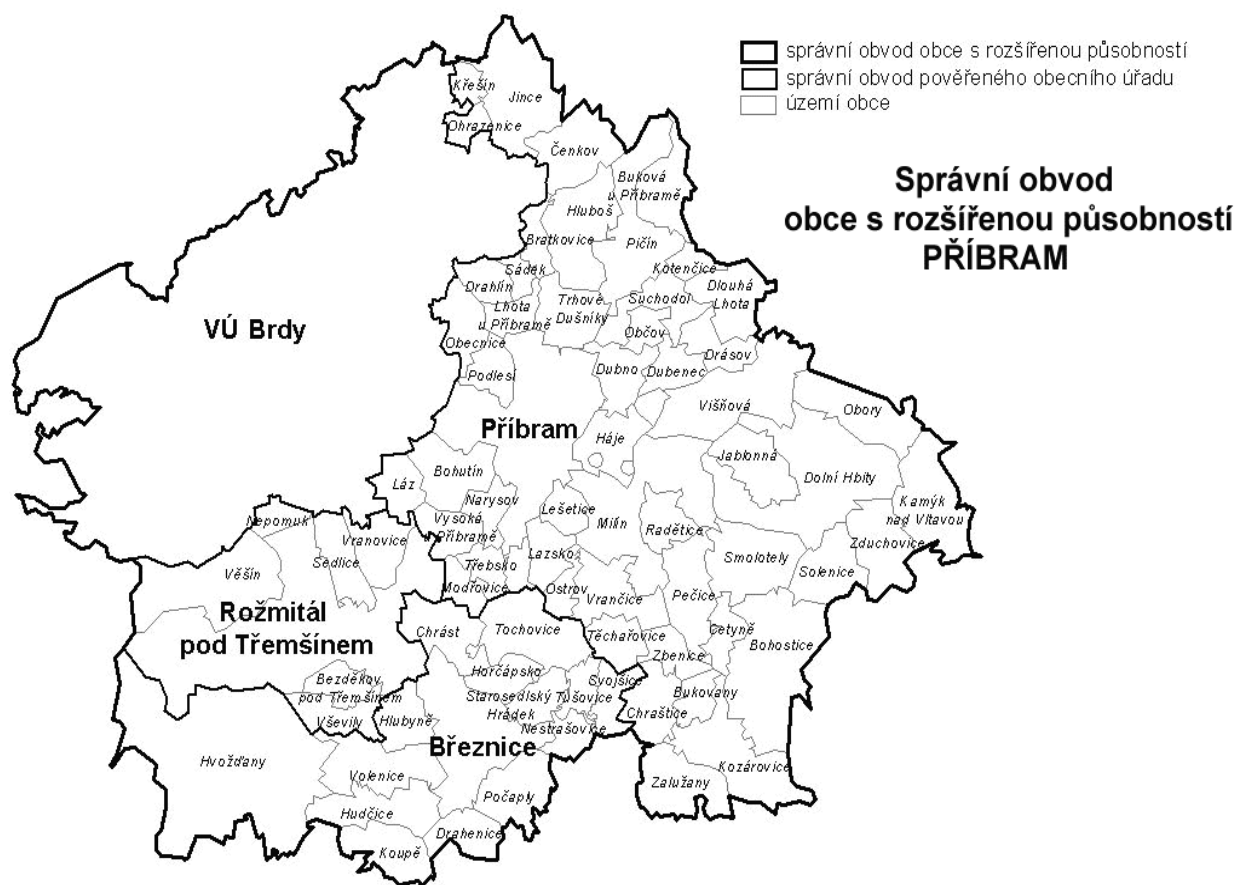 správní obvod obce s rozšířenou působností
správní obvod pověřeného obecního úřadu
území obce
Správní obvod
obce s rozšířenou působností
PŘÍBRAM
Křešín
Jince
Ohrazenice
Čenkov
Buková
u Příbramě
Hluboš
Bratkovice
Pičín
Sádek
Kotenčice
Drahlín
Dlouhá
Lhota
Lhota
u Příbramě
Trhové
Dušníky
Suchodol
VÚ Brdy
Občov
Obecnice
Drásov
Podlesí
Dubno
Dubenec
Višňová
Obory
Příbram
Háje
Jablonná
Bohutín
Láz
Dolní Hbity
Narysov
Kamýk
nad Vltavou
Lešetice
Vysoká
u Příbramě
Milín
Nepomuk
Radětice
Vranovice
Zduchovice
Lazsko
Smolotely
Sedlice
Třebsko
Solenice
Věšín
Modřovice
Ostrov
Pečice
Vrančice
Rožmitál
pod Třemšínem
Chrást
Tochovice
Těchařovice
Cetyně
Bohostice
Zbenice
Horčápsko
Bezděkov
pod Třemšínem
Svojšice
Starosedlský
Hrádek
Tušovice
Bukovany
Vševily
Hlubyně
Chraštice
Nestrašovice
Březnice
Hvožďany
Kozárovice
Volenice
Zalužany
Počaply
Hudčice
Drahenice
Koupě